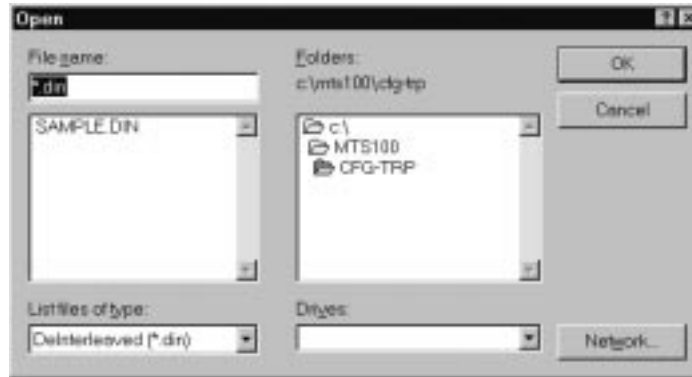 Open
File name:
*.din
SAMPLE.DIN
List files of type:
DeInterleaved (*.din)
Folders:
c:\mts100\cfg-trp
c:\
MTS100
CFG-TRP
Drives:
OK
Cancel
Network...